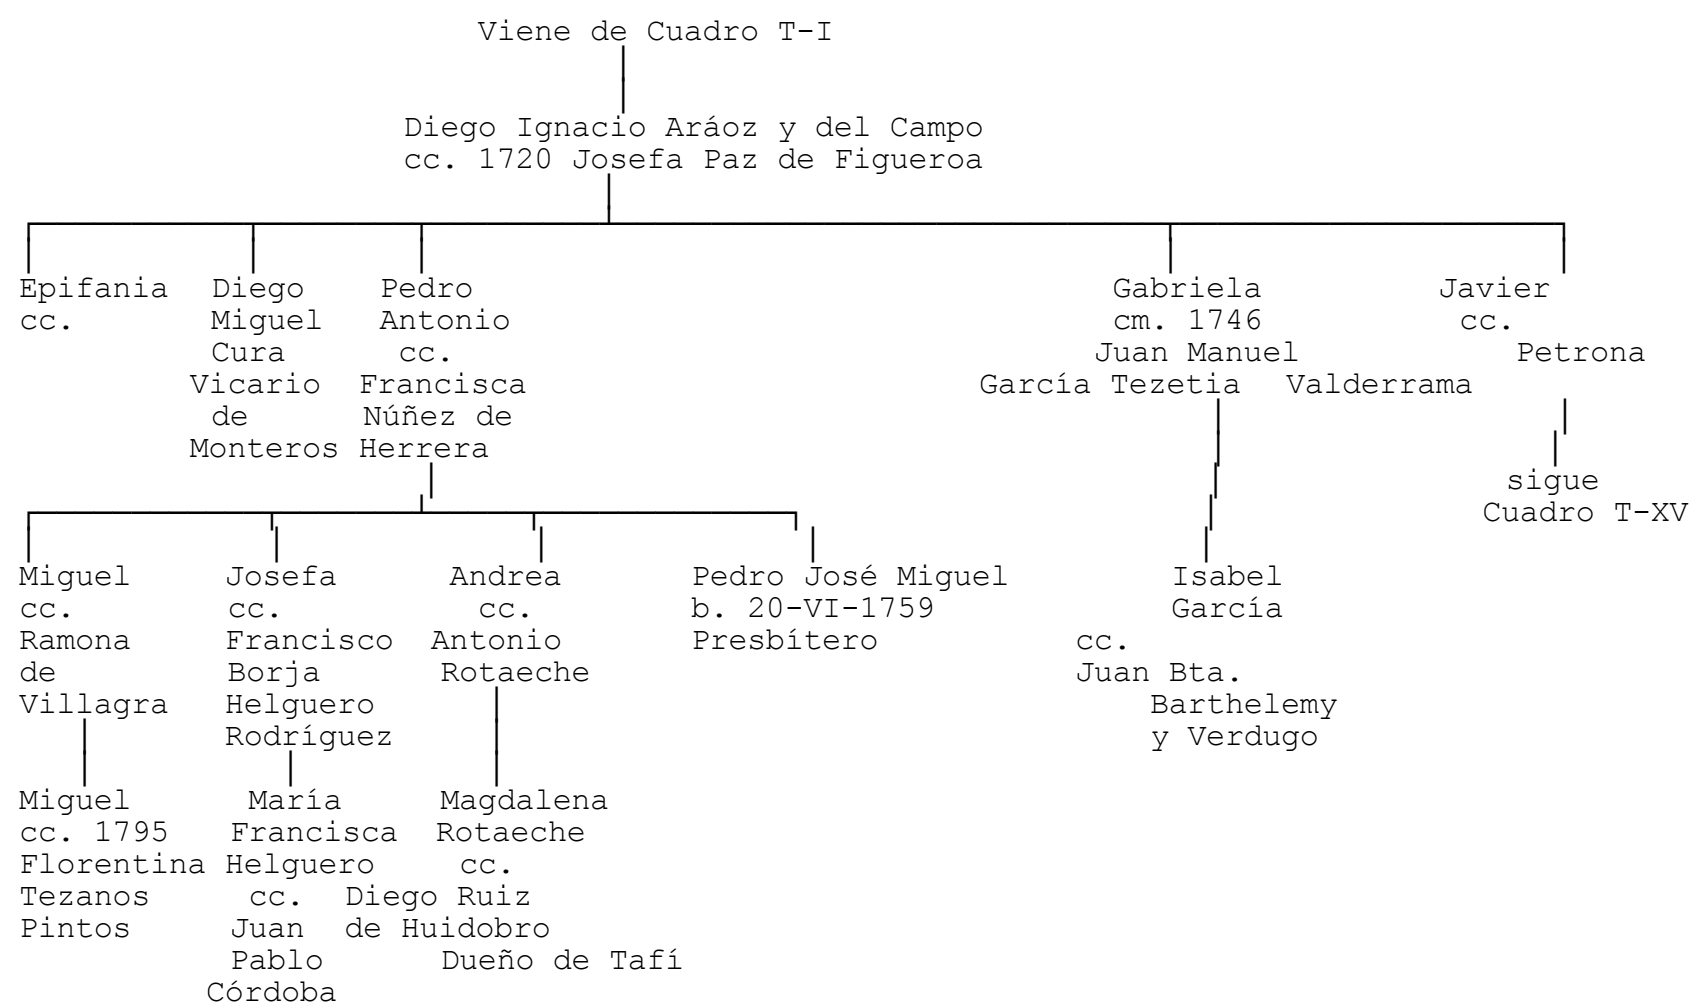 Viene de Cuadro T-I
Diego Ignacio Aráoz y del Campo
cc. 1720 Josefa Paz de Figueroa
Epifania Diego Pedro Gabriela Javier
cc. Miguel Antonio cm. 1746 cc.
Cura cc. Juan Manuel Petrona
Vicario Francisca García Tezetia Valderrama
de Núñez de
Monteros Herrera
sigue
Cuadro T-XV
Miguel Josefa Andrea Pedro José Miguel Isabel
cc. cc. cc. b. 20-VI-1759 García
Ramona Francisco Antonio Presbítero cc.
de Borja Rotaeche Juan Bta.
Villagra Helguero Barthelemy
Rodríguez y Verdugo
Miguel María Magdalena
cc. 1795 Francisca Rotaeche
Florentina Helguero cc.
Tezanos cc. Diego Ruiz
Pintos Juan de Huidobro
Pablo Dueño de Tafí
Córdoba